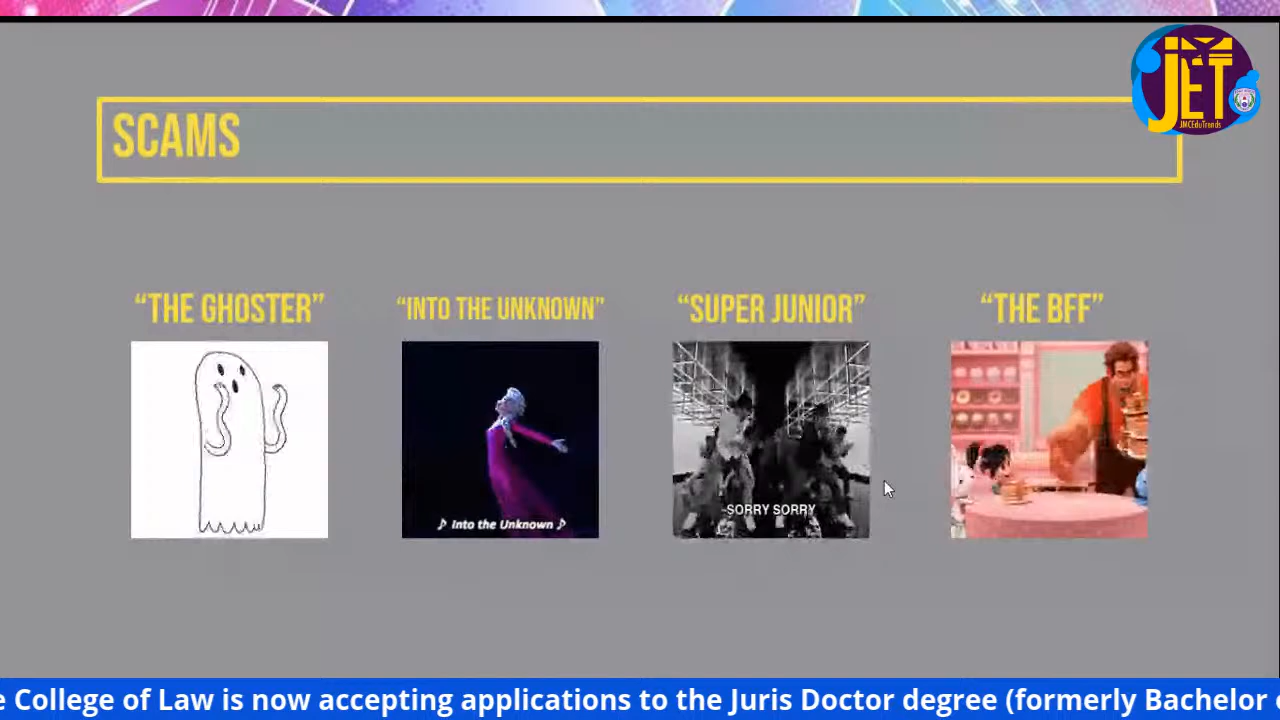 JET
JMCEduTrends
SCAMS
“THE GHOSTER”
“INTO THE UNKNOWN”
“SUPER JUNIOR”
“THE BFF”
♪ Into the Unknown ♪
SORRY SORRY
e College of Law is now accepting applications to the Juris Doctor degree (formerly Bachelor